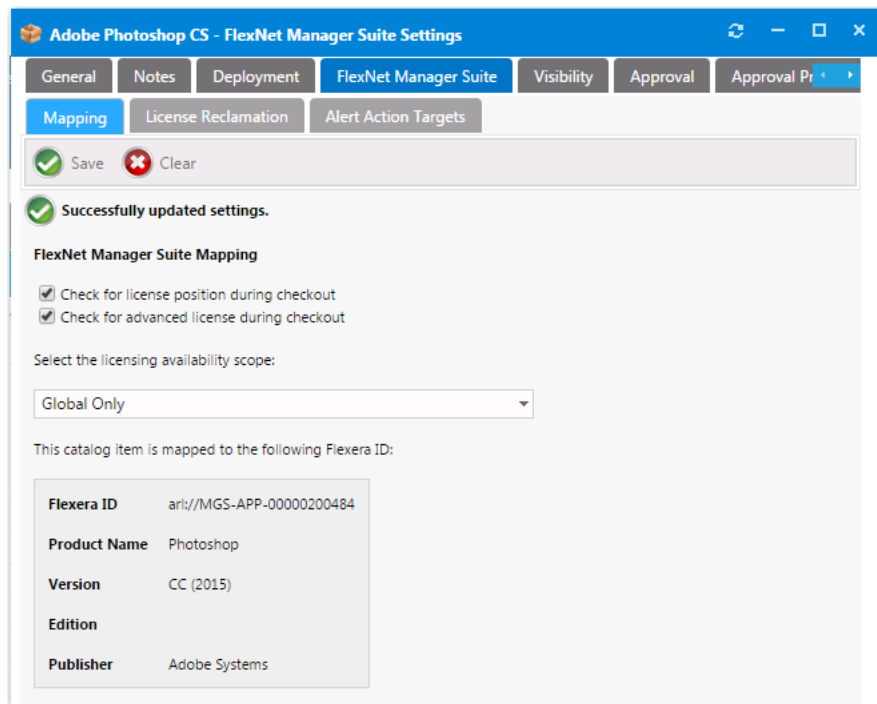 Adobe Photoshop CS - FlexNet Manager Suite Settings
General Notes Deployment FlexNet Manager Suite Visibility Approval Approval Pr
Mapping License Reclamation Alert Action Targets
Save Clear
Successfully updated settings.
FlexNet Manager Suite Mapping
Check for license position during checkout
Check for advanced license during checkout
Select the licensing availability scope:
Global Only
This catalog item is mapped to the following Flexera ID:
Flexera ID arl://MGS-APP-00000200484
Product Name Photoshop
Version CC (2015)
Edition
Publisher Adobe Systems